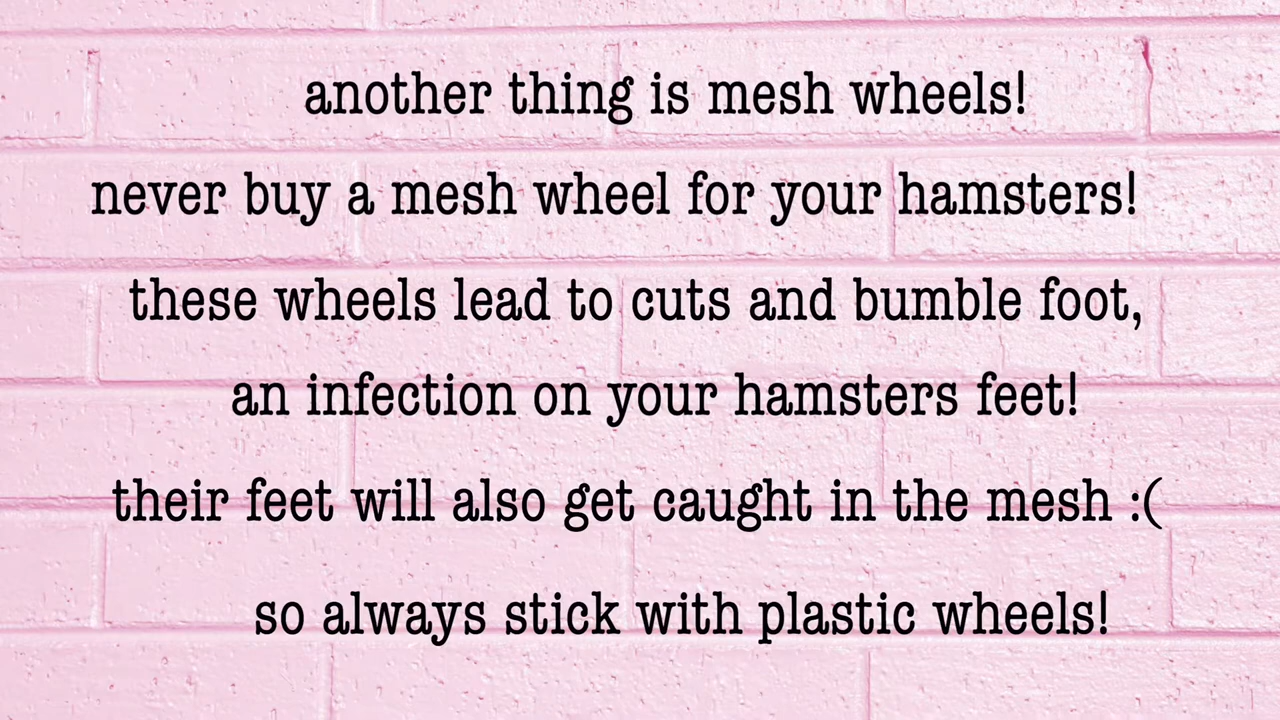 another thing is mesh wheels!
never buy a mesh wheel for your hamsters!
these wheels lead to cuts and bumble foot,
an infection on your hamsters feet!
their feet will also get caught in the mesh :(
so always stick with plastic wheels!